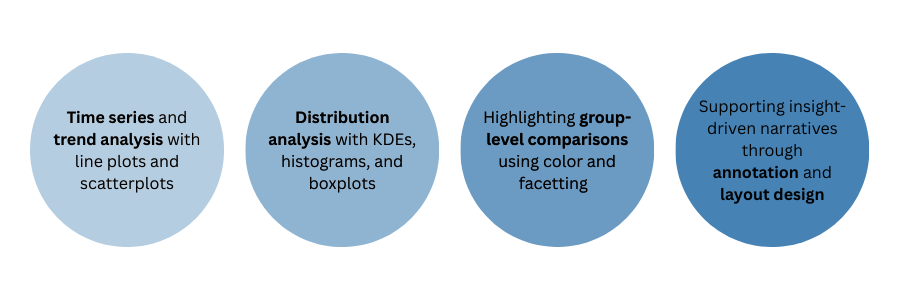 Time series and
trend analysis with
line plots and
scatterplots
Distribution
analysis with KDEs,
histograms, and
boxplots
Highlighting group-
level comparisons
using color and
facetting
Supporting insight-
driven narratives
through
annotation and
layout design